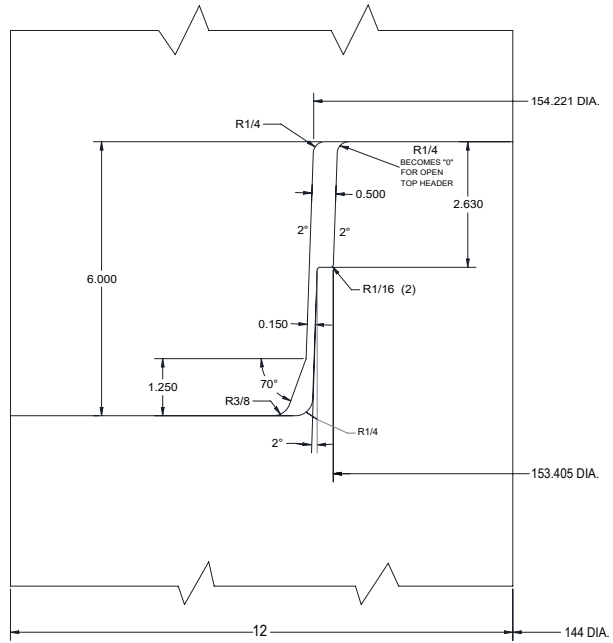 154.221 DIA.
R1/4
R1/4
BECOMES "0"
FOR OPEN
TOP HEADER
0.500
2.630
2°
2°
6.000
R1/16 (2)
0.150
1.250
70°
R3/8
R1/4
2°
153.405 DIA.
12
144 DIA.